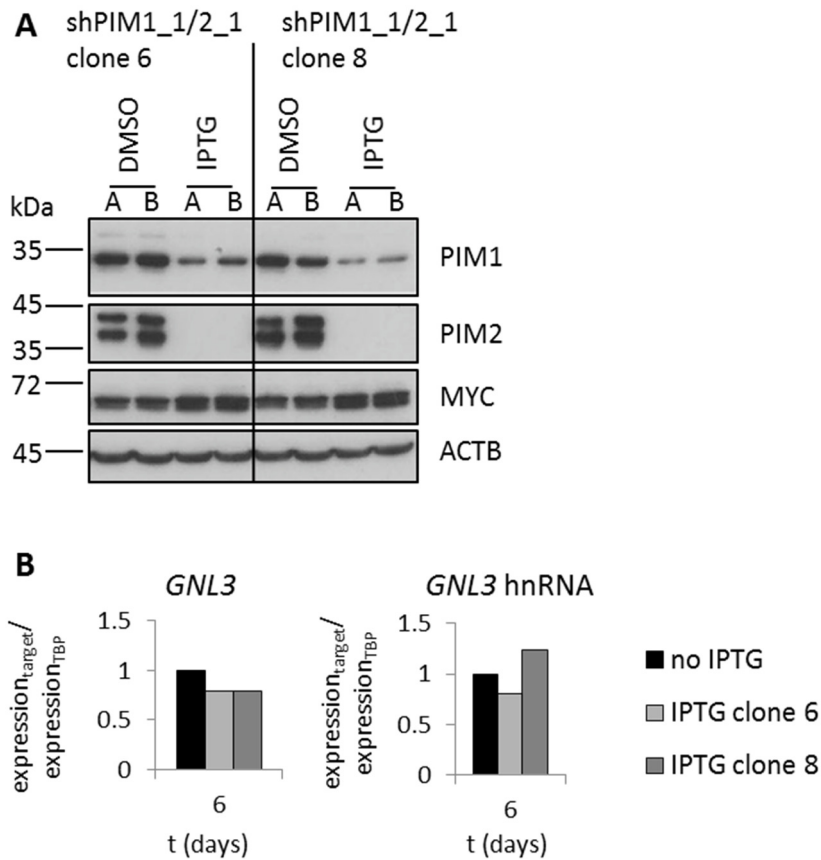 A
shPIM1_1/2_1
clone 6
shPIM1_1/2_1
clone 8
DMSO
IPTG
DMSO
IPTG
kDa
A B A B A B A B
35
PIM1
45
35
PIM2
72
MYC
45
ACTB
B
GNL3
expressiontarget/
expressionTBP
1.5
1
0.5
0
6
t (days)
GNL3 hnRNA
expressiontarget/
expressionTBP
1.5
1
0.5
0
6
t (days)
no IPTG
IPTG clone 6
IPTG clone 8